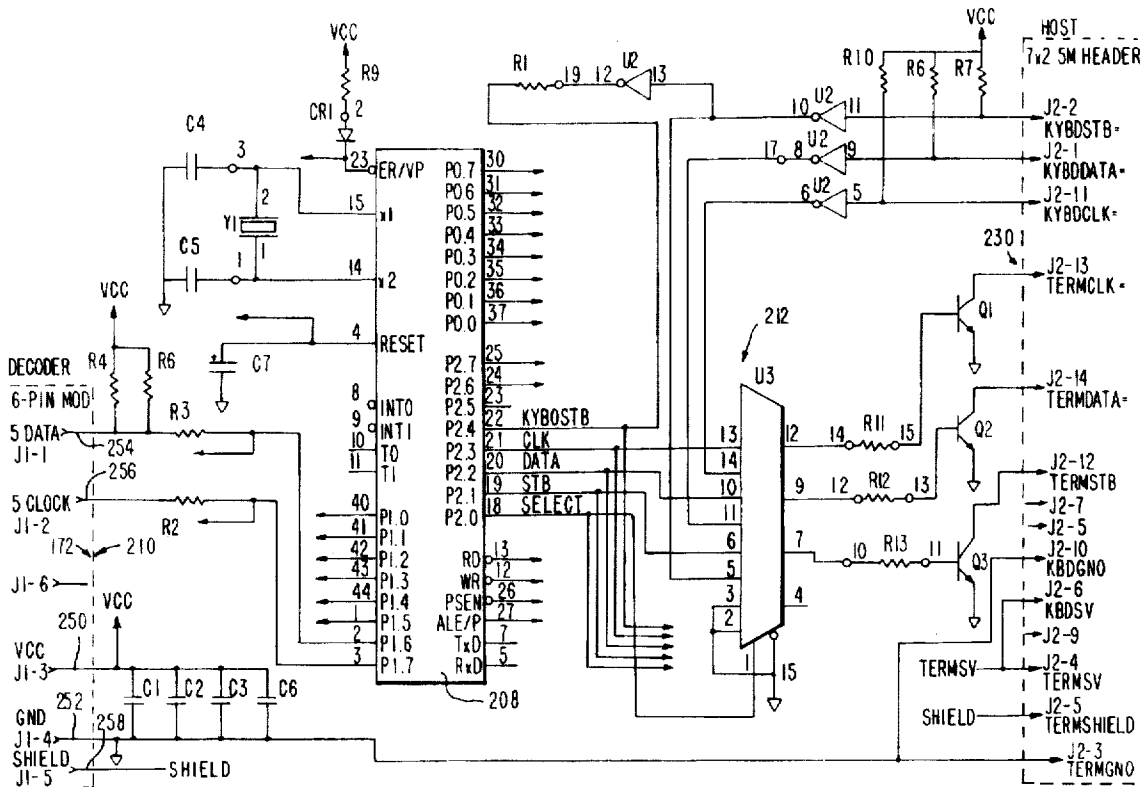 VCC
R9
2
CR1
C4
3
23
ER/VP
15
x1
2
Y1
1
C5
1
14
x2
4
RESET
C7
VCC
R4
R6
DECODER
6-PIN MOD
R3
5 DATA
J1-1
254
256
5 CLOCK
J1-2
R2
172
210
J1-6
VCC
250
VCC
J1-3
C1
C2
C3
C6
GND
252
J1-4
258
SHIELD
J1-5
SHIELD
8
INT0
9
INT1
10
T0
11
T1
40
P1.0
41
P1.1
42
P1.2
43
P1.3
44
P1.4
1
P1.5
2
P1.6
3
P1.7
P0.7
30
P0.6
31
P0.5
32
P0.4
33
P0.3
34
P0.2
35
P0.1
36
P0.0
37
P2.7
25
P2.6
24
P2.5
23
P2.4
22
KYBOSTB
P2.3
21
CLK
P2.2
20
DATA
P2.1
19
STB
P2.0
18
SELECT
RD
13
WR
12
PSEN
26
ALE/P
27
TxD
7
RxD
5
208
R1
19
12
U2
13
10
U2
11
17
8
U2
9
6
U2
5
VCC
R10
R6
R7
212
U3
13
14
10
11
6
5
3
2
1
15
12
9
7
4
14
R11
15
12
R12
13
10
R13
11
Q1
Q2
Q3
230
HOST
7x2 5M HEADER
J2-2
KYBDSTB=
J2-1
KYBDDATA=
J2-11
KYBDCLK=
J2-13
TERMCLK=
J2-14
TERMDATA=
J2-12
TERMSTB
J2-7
J2-5
J2-10
KBDGNO
J2-6
KBDSV
J2-9
TERMSV
J2-4
TERMSV
SHIELD
J2-5
TERMSHIELD
J2-3
TERMGNO